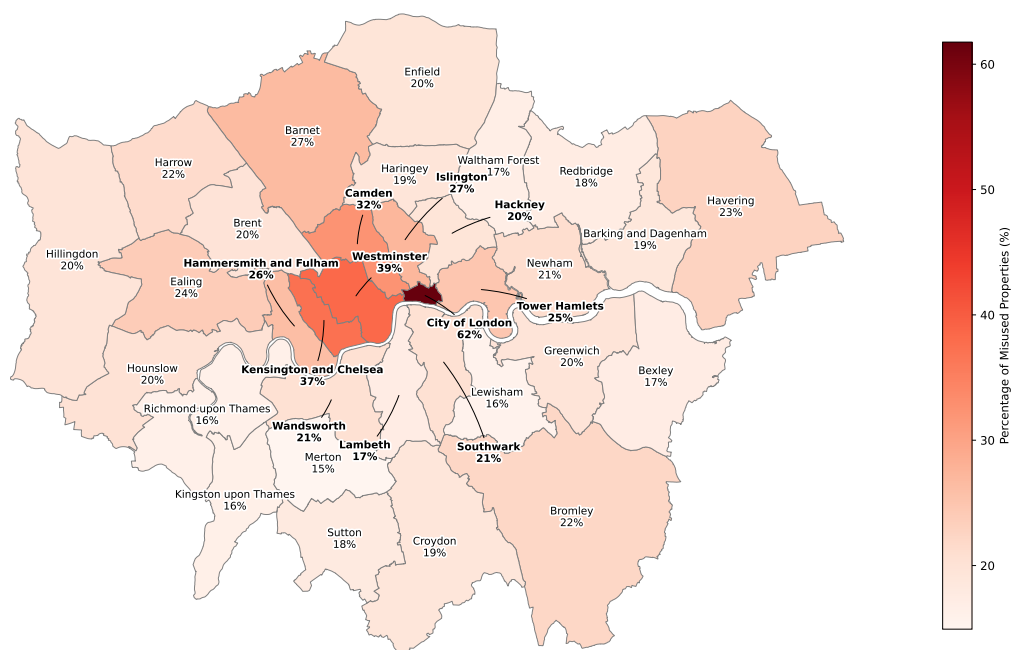 Enfield
20%
Barnet
27%
Harrow
22%
Haringey
19%
Waltham Forest
17%
Islington
27%
Redbridge
18%
Camden
32%
Hackney
20%
Havering
23%
Brent
20%
Barking and Dagenham
19%
Hillingdon
20%
Hammersmith and Fulham
26%
Westminster
39%
Newham
21%
Ealing
24%
Tower Hamlets
25%
City of London
62%
Greenwich
20%
Hounslow
20%
Kensington and Chelsea
37%
Bexley
17%
Lewisham
16%
Richmond upon Thames
16%
Wandsworth
21%
Lambeth
17%
Southwark
21%
Merton
15%
Kingston upon Thames
16%
Bromley
22%
Sutton
18%
Croydon
19%
60
50
40
30
20
Percentage of Misused Properties (%)